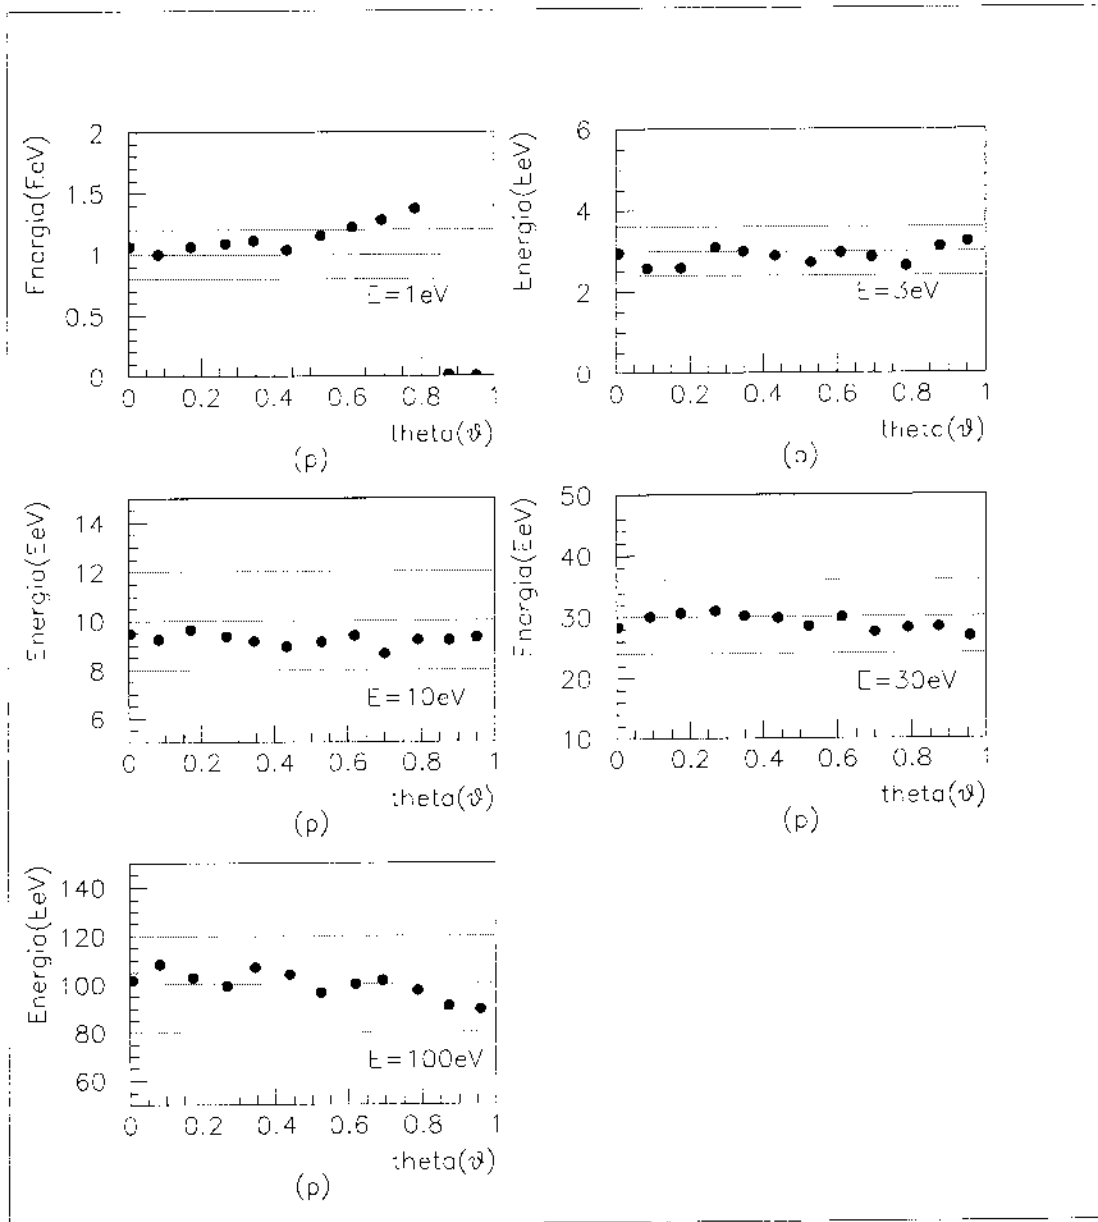 2
1.5
1
0.5
0
0 0.2 0.4 0.6 0.8 1
E=1eV
theta(ϑ)
(p)
Energia(EeV)
6
4
2
0
0 0.2 0.4 0.6 0.8 1
E=3eV
theta(ϑ)
(p)
Energia(EeV)
14
12
10
8
6
0 0.2 0.4 0.6 0.8 1
E=10eV
theta(ϑ)
(p)
Energia(EeV)
50
40
30
20
10
0 0.2 0.4 0.6 0.8 1
E=30eV
theta(ϑ)
(p)
Energia(EeV)
140
120
100
80
60
0 0.2 0.4 0.6 0.8 1
E=100eV
theta(ϑ)
(p)
Energia(EeV)